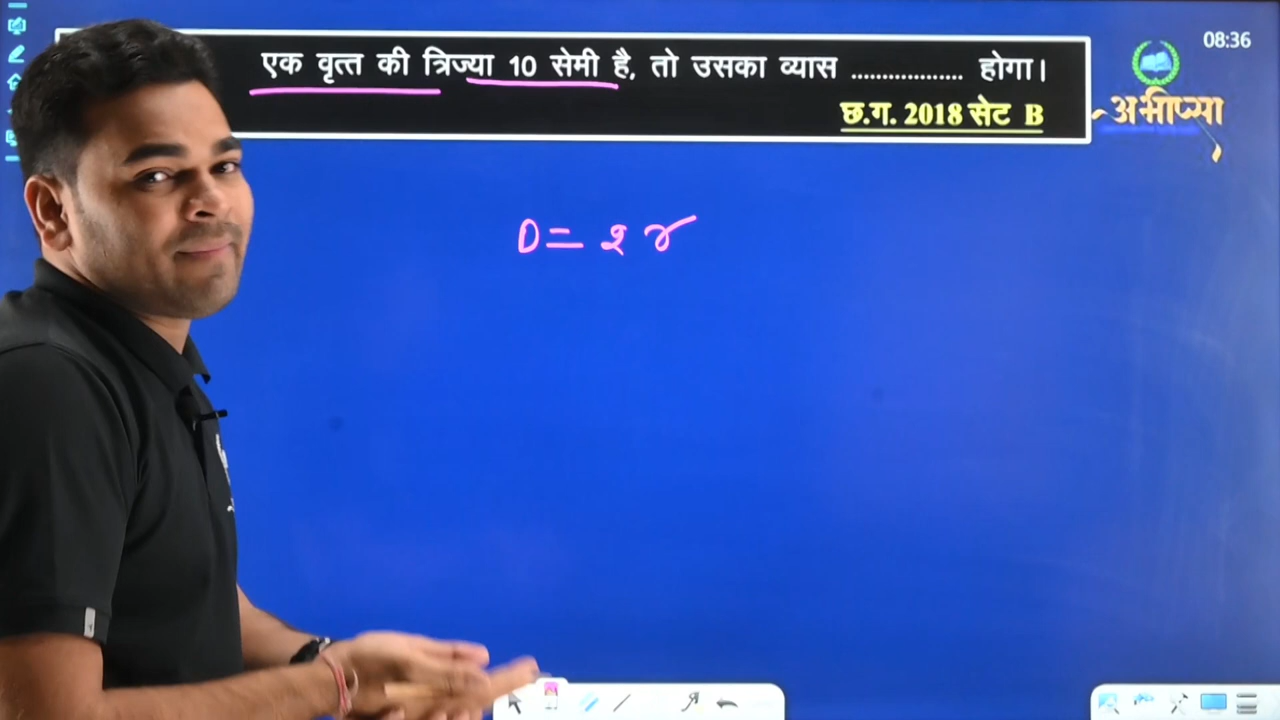 एक वृत्त की त्रिज्या 10 सेमी है, तो उसका व्यास .................. होगा।
छ.ग. 2018 सेट B
08:36
अभीप्सा
D = 2 r